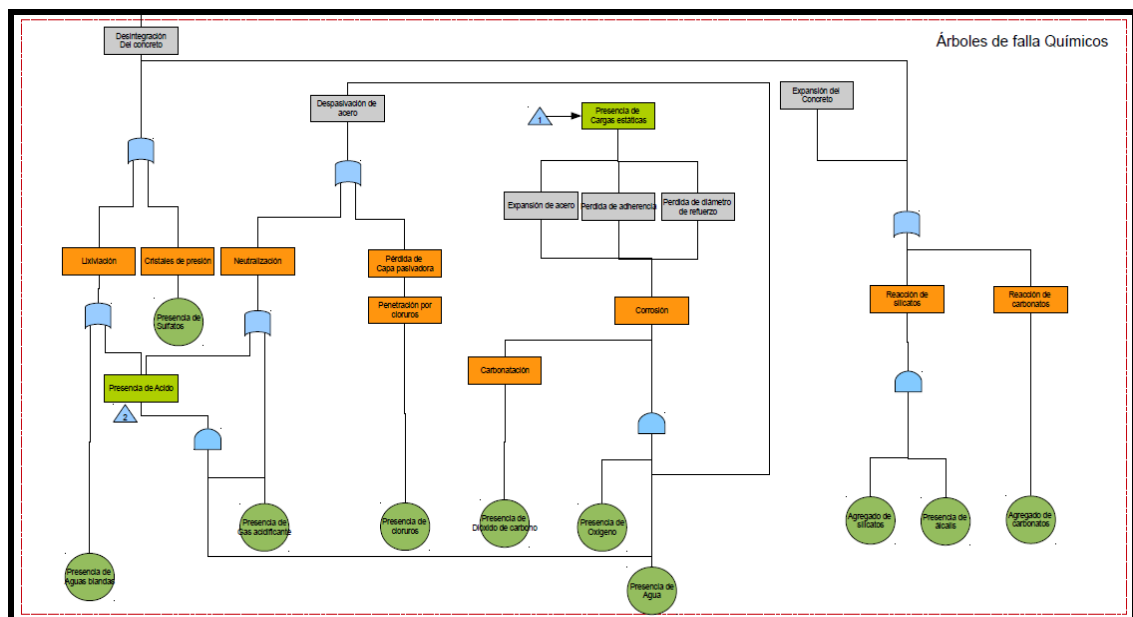 Árboles de falla Químicos
Desintegración
Del concreto
Despasivación de
acero
1
Presencia de
Cargas estáticas
Expansión del
Concreto
Expansión de acero
Perdida de adherencia
Perdida de diámetro
de refuerzo
Lixiviación
Cristales de presión
Neutralización
Pérdida de
Capa pasivadora
Penetración por
cloruros
Corrosión
Reacción de
silicatos
Reacción de
carbonatos
Presencia de
Sulfatos
Carbonatación
Presencia de Acido
2
Presencia de
Gas acidificante
Presencia de
cloruros
Presencia de
Dióxido de carbono
Presencia de
Oxígeno
Agregado de
silicatos
Presencia de
álcalis
Agregado de
carbonatos
Presencia de
Aguas blandas
Presencia de
Agua